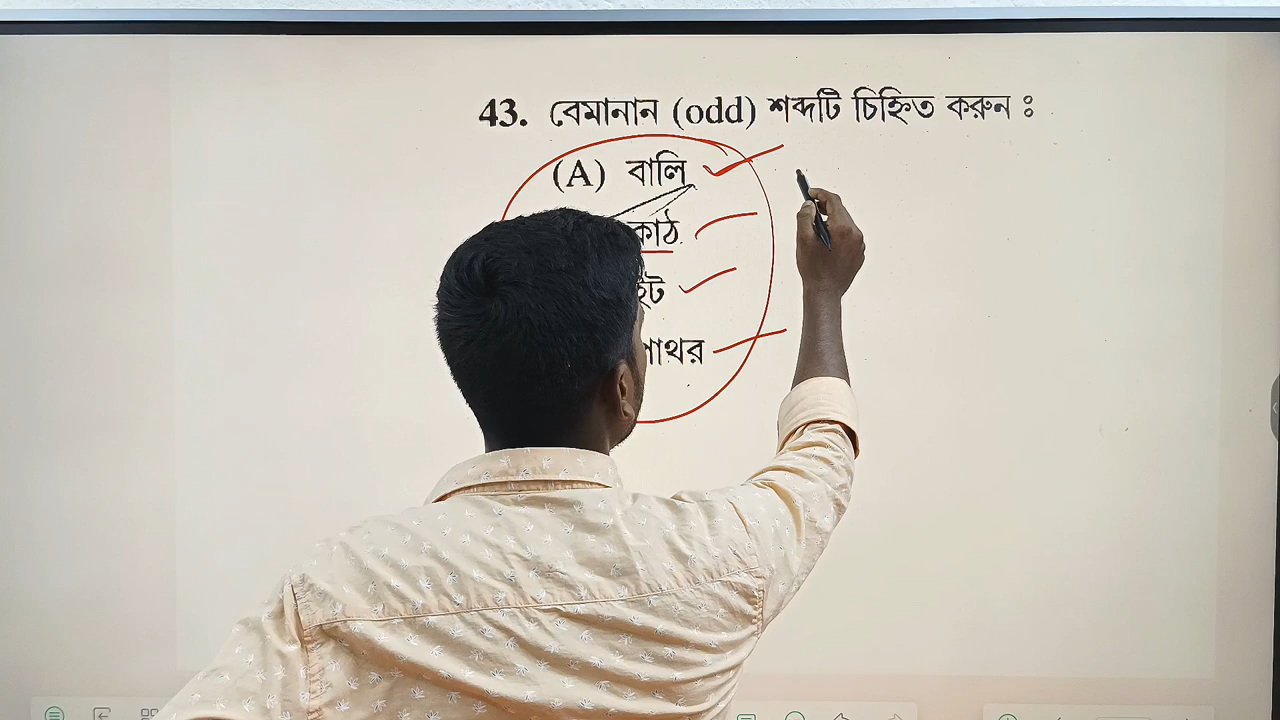 43. বেমানান (odd) শব্দটি চিহ্নিত করুন ঃ
(A) বালি
কাঠ
ইট
পাথর